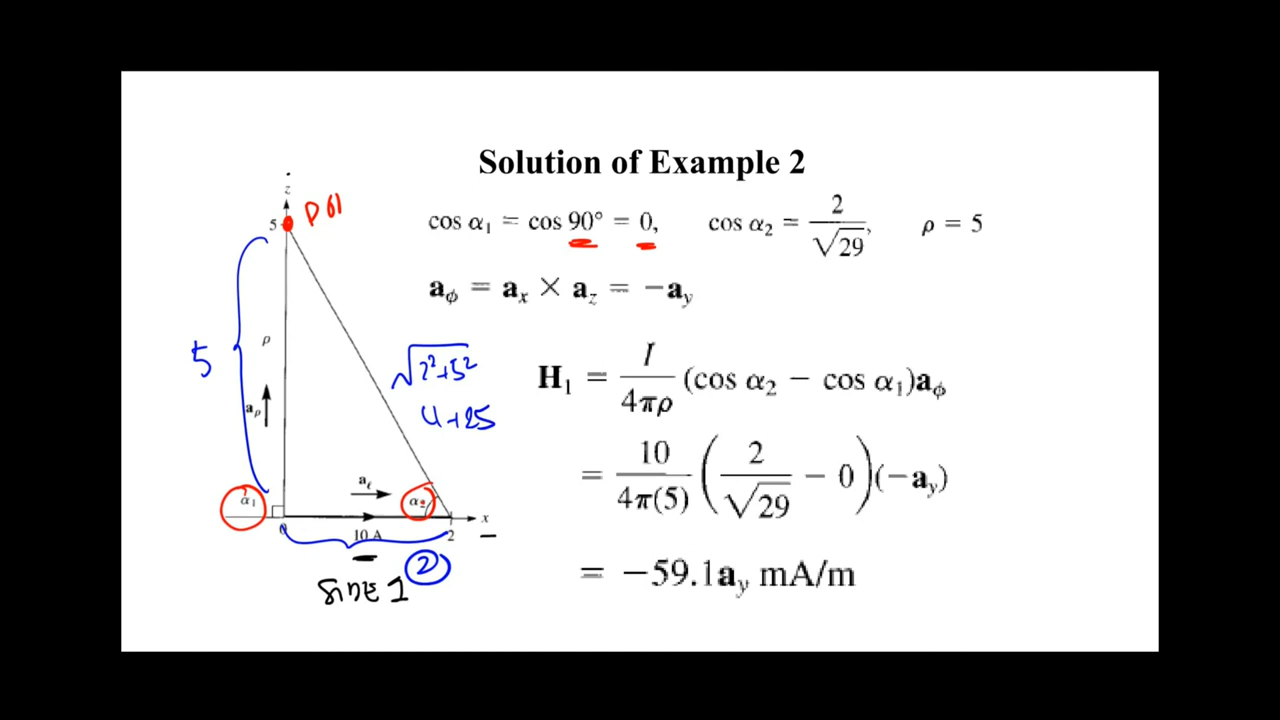 Solution of Example 2
cos α₁ = cos 90° = 0, cos α₂ = 2/√29, ρ = 5
a_ϕ = a_x × a_z = −a_y
H₁ = I/4πρ (cos α₂ − cos α₁)a_ϕ
= 10/4π(5) (2/√29 − 0)(−a_y)
= −59.1a_y mA/m
z
5
5
ρ
a_ρ
√2²+5²
4+25
α₁
a_ℓ
α₂
x
0
10 A
2
2
1